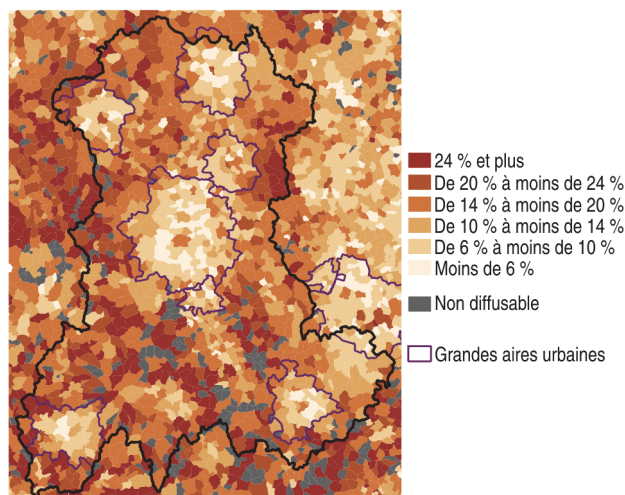 24 % et plus
De 20 % à moins de 24 %
De 14 % à moins de 20 %
De 10 % à moins de 14 %
De 6 % à moins de 10 %
Moins de 6 %
Non diffusable
Grandes aires urbaines